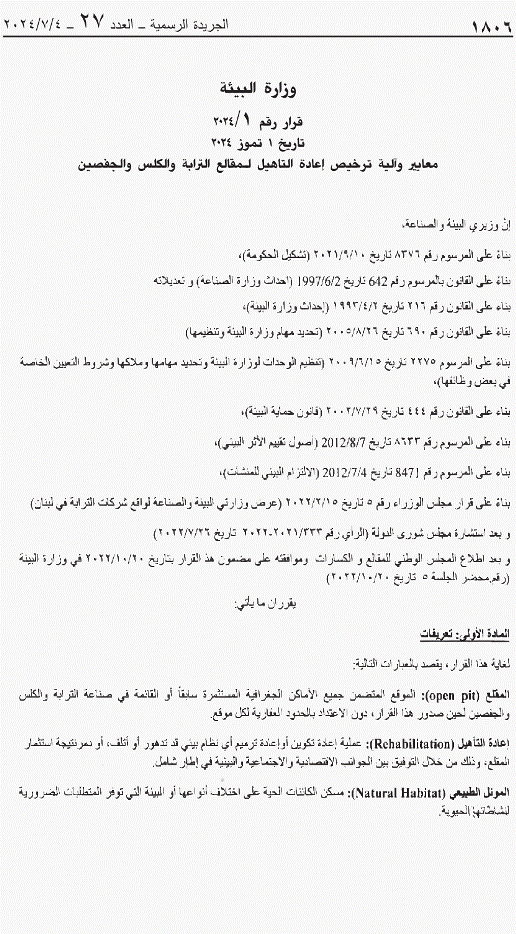 ١٨٠٦
الجريدة الرسمية – العدد ٢٧ – ٢٠٢٤/٧/٤
وزارة البيئة
قرار رقم ٢٠٢٤/١
تاريخ ١ تموز ٢٠٢٤
معايير وآلية ترخيص إعادة التأهيل لـمقالع الترابة والكلس والجفصين
إنّ وزيري البيئة والصناعة،
بناءً على المرسوم رقم ٨٣٧٦ تاريخ ٢٠٢١/٩/١٠ (تشكيل الحكومة)،
بناء على القانون بالمرسوم رقم 642 تاريخ 1997/6/2 (احداث وزارة الصناعة) و تعديلاته
بناء على القانون رقم ٢١٦ تاريخ ١٩٩٣/٤/٢ (إحداث وزارة البيئة)،
بناءً على القانون رقم ٦٩٠ تاريخ ٢٠٠٥/٨/٢٦ (تحديد مهام وزارة البيئة وتنظيمها)
بناءً على المرسوم ٢٢٧٥ تاريخ ٢٠٠٩/٦/١٥ (تنظيم الوحدات لوزارة البيئة وتحديد مهامها وملاكها وشروط التعيين الخاصة
في بعض وظائفها)،
بناءً على القانون رقم ٤٤٤ تاريخ ٢٠٠٢/٧/٢٩ (قانون حماية البيئة)،
بناءً على المرسوم رقم ٨٦٣٣ تاريخ 2012/8/7 (أصول تقييم الأثر البيئي)،
بناءً على المرسوم رقم 8471 تاريخ 2012/7/4 (الالتزام البيئي للمنشآت)،
بناءً على قرار مجلس الوزراء رقم ٥ تاريخ ٢٠٢٢/٢/١٥ (عرض وزارتي البيئة والصناعة لواقع شركات الترابة في لبنان)
و بعد استشارة مجلس شورى الدولة (الرأي رقم ٢٠٢١/٣٣٣-٢٠٢٢ تاريخ ٢٠٢٢/٧/٢٦)
و بعد اطلاع المجلس الوطني للمقالع و الكسارات وموافقته على مضمون هذا القرار بتاريخ ٢٠٢٢/١٠/٢٠ في وزارة البيئة
(رقم محضر الجلسة ٥ تاريخ ٢٠٢٢/١٠/٢٠)
يقرران ما يأتي:
المادة الأولى: تعريفات
لغاية هذا القرار، يقصد بالعبارات التالية:
المقلع (open pit): الموقع المتضمن جميع الأماكن الجغرافية المستثمرة سابقاً أو القائمة في صناعة الترابة والكلس
والجفصين لحين صدور هذا القرار، دون الاعتداد بالحدود العقارية لكل موقع.
إعادة التأهيل (Rehabilitation): عملية إعادة تكوين أو إعادة ترميم أي نظام بيئي قد تدهور أو أتلف، أو دمر نتيجة استثمار
المقلع، وذلك من خلال التوفيق بين الجوانب الاقتصادية والاجتماعية والبيئية في إطار شامل.
الموئل الطبيعي (Natural Habitat): مسكن الكائنات الحية على اختلاف أنواعها أو البيئة التي توفر المتطلبات الضرورية
لنشاطاتها الحيوية.